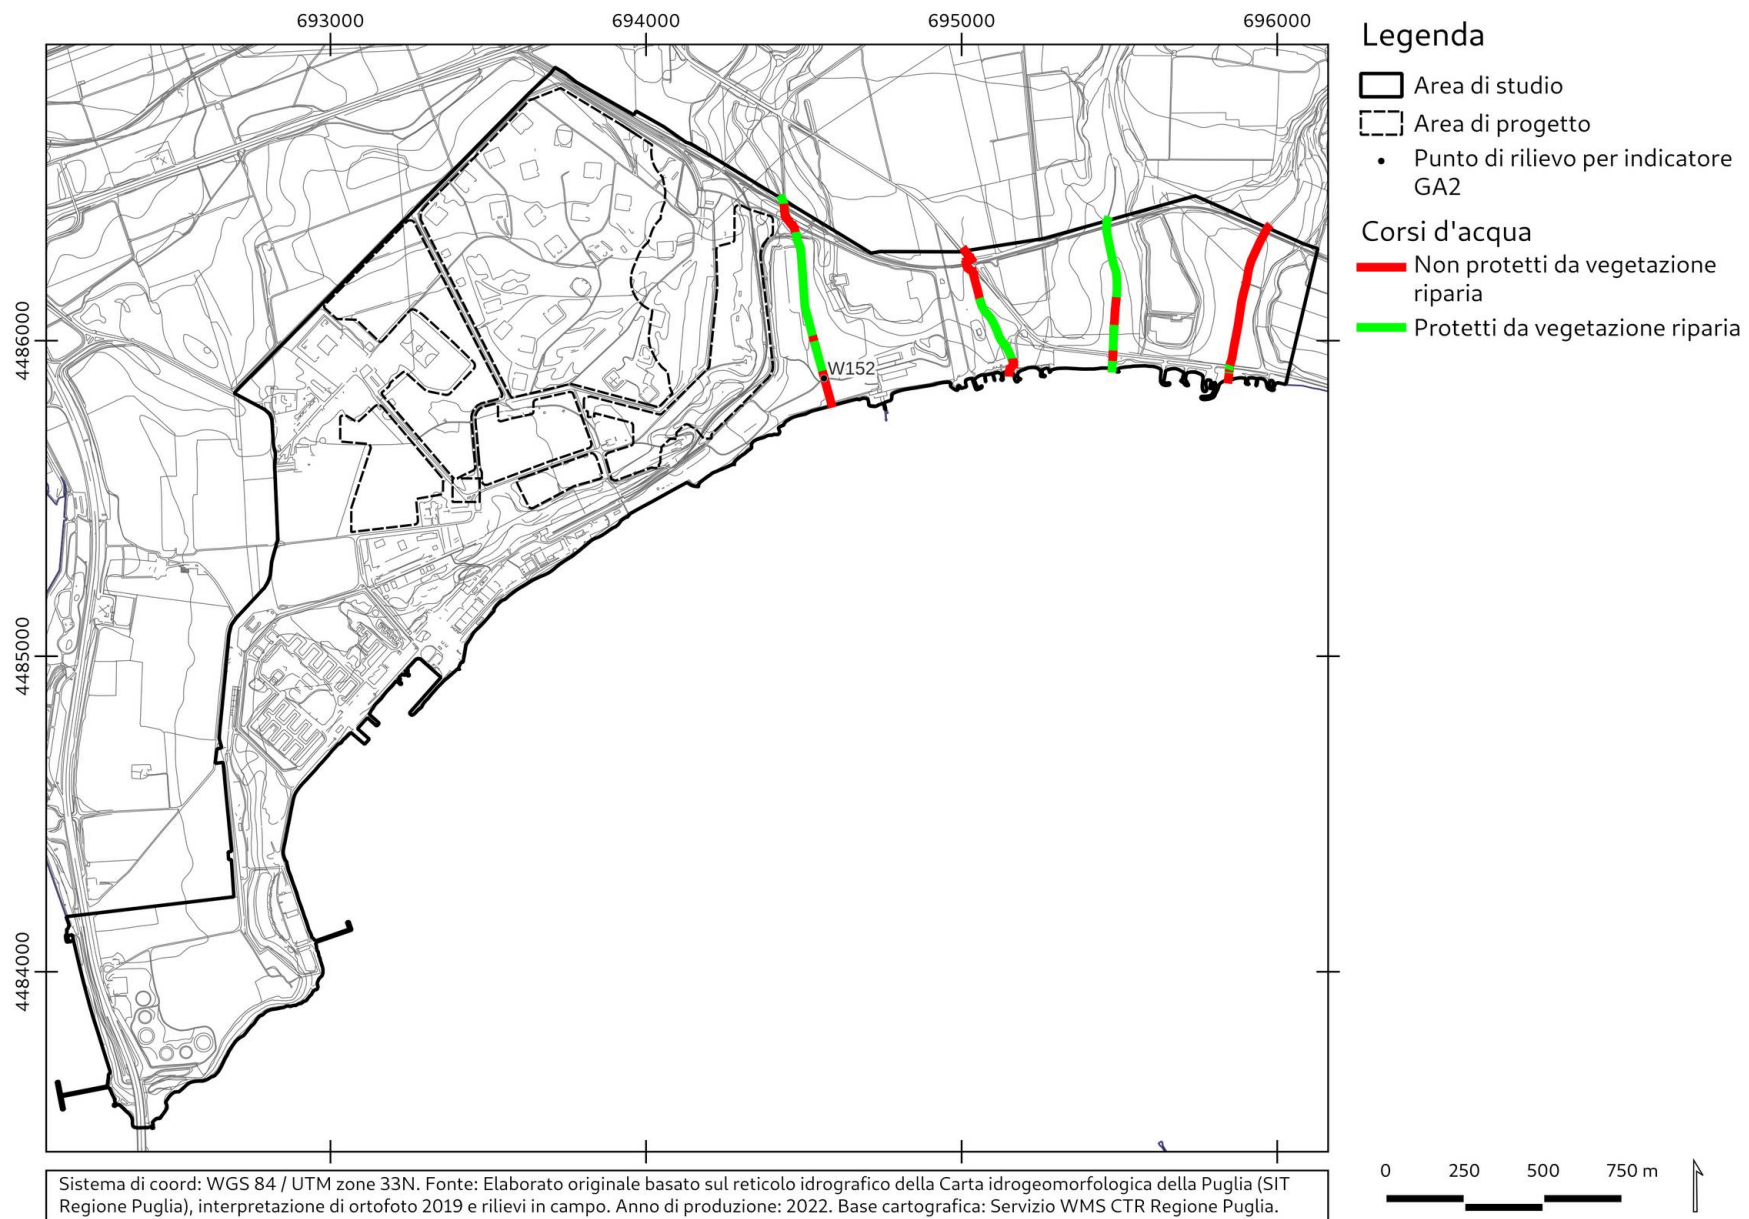 693000
694000
695000
696000
4486000
4485000
4484000
W152
Legenda
Area di studio
Area di progetto
Punto di rilievo per indicatore
GA2
Corsi d'acqua
Non protetti da vegetazione
riparia
Protetti da vegetazione riparia
Sistema di coord: WGS 84 / UTM zone 33N. Fonte: Elaborato originale basato sul reticolo idrografico della Carta idrogeomorfologica della Puglia (SIT
Regione Puglia), interpretazione di ortofoto 2019 e rilievi in campo. Anno di produzione: 2022. Base cartografica: Servizio WMS CTR Regione Puglia.
0 250 500 750 m